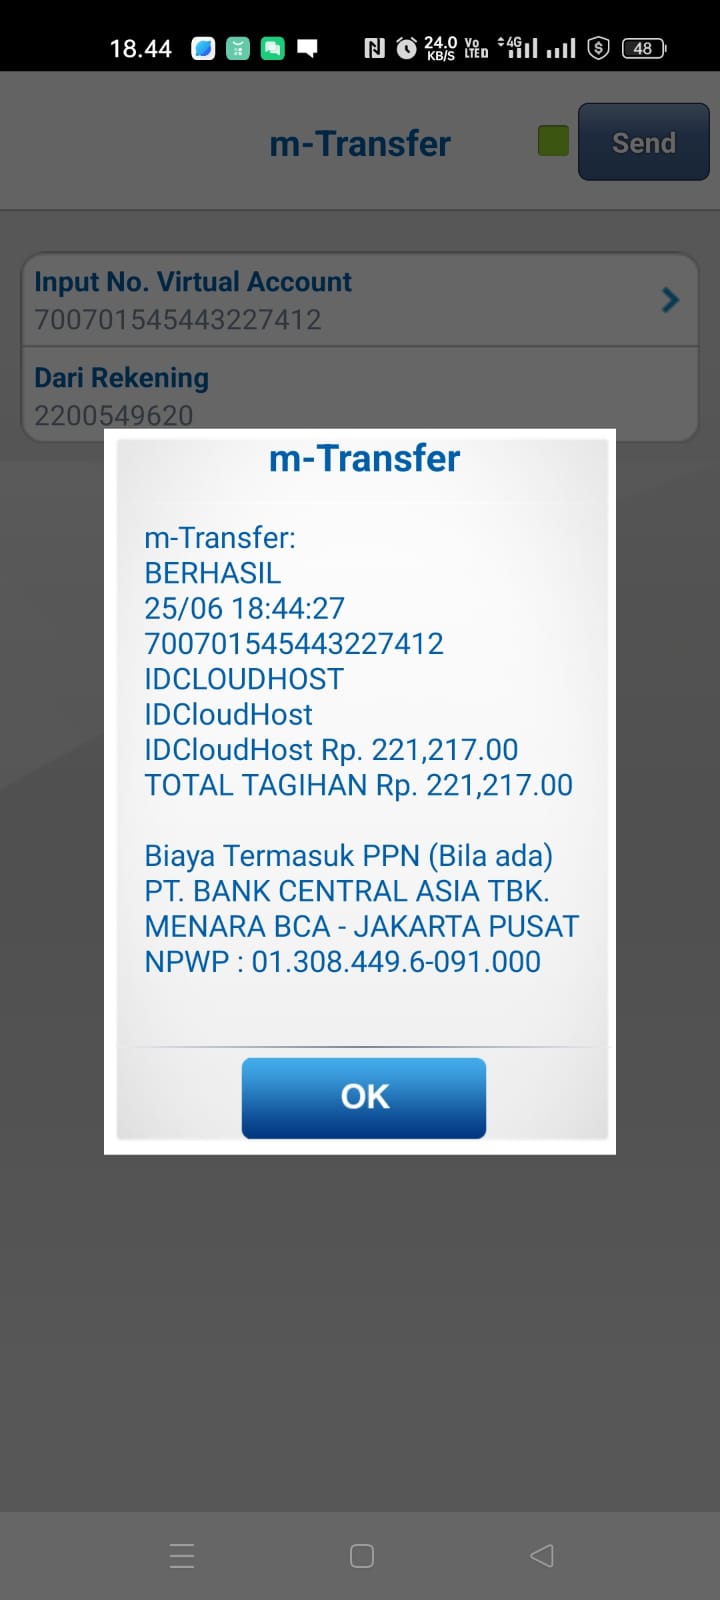 18.44
24.0 KB/S
Vo LTE
4G
48
m-Transfer
Send
Input No. Virtual Account
700701545443227412
Dari Rekening
2200549620
m-Transfer
m-Transfer:
BERHASIL
25/06 18:44:27
700701545443227412
IDCLOUDHOST
IDCloudHost
IDCloudHost Rp. 221,217.00
TOTAL TAGIHAN Rp. 221,217.00
Biaya Termasuk PPN (Bila ada)
PT. BANK CENTRAL ASIA TBK.
MENARA BCA - JAKARTA PUSAT
NPWP : 01.308.449.6-091.000
OK